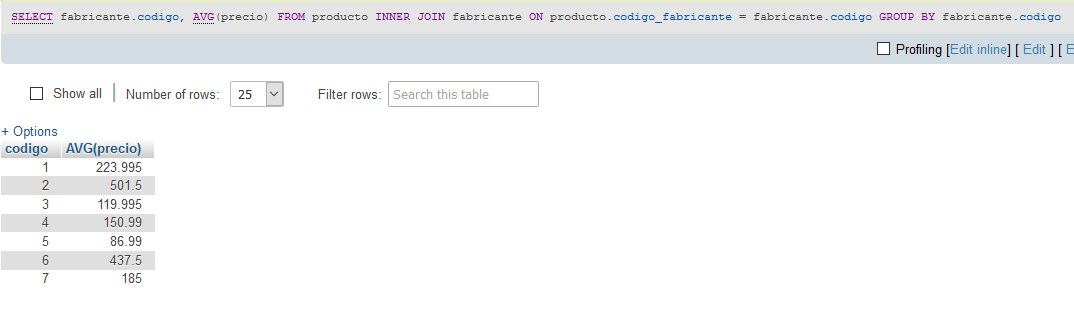 SELECT fabricante.codigo, AVG(precio) FROM producto INNER JOIN fabricante ON producto.codigo_fabricante = fabricante.codigo GROUP BY fabricante.codigo
Profiling [Edit inline] [ Edit ] [ E
Show all | Number of rows: 25 Filter rows: Search this table
+ Options
codigo AVG(precio)
1 223.995
2 501.5
3 119.995
4 150.99
5 86.99
6 437.5
7 185